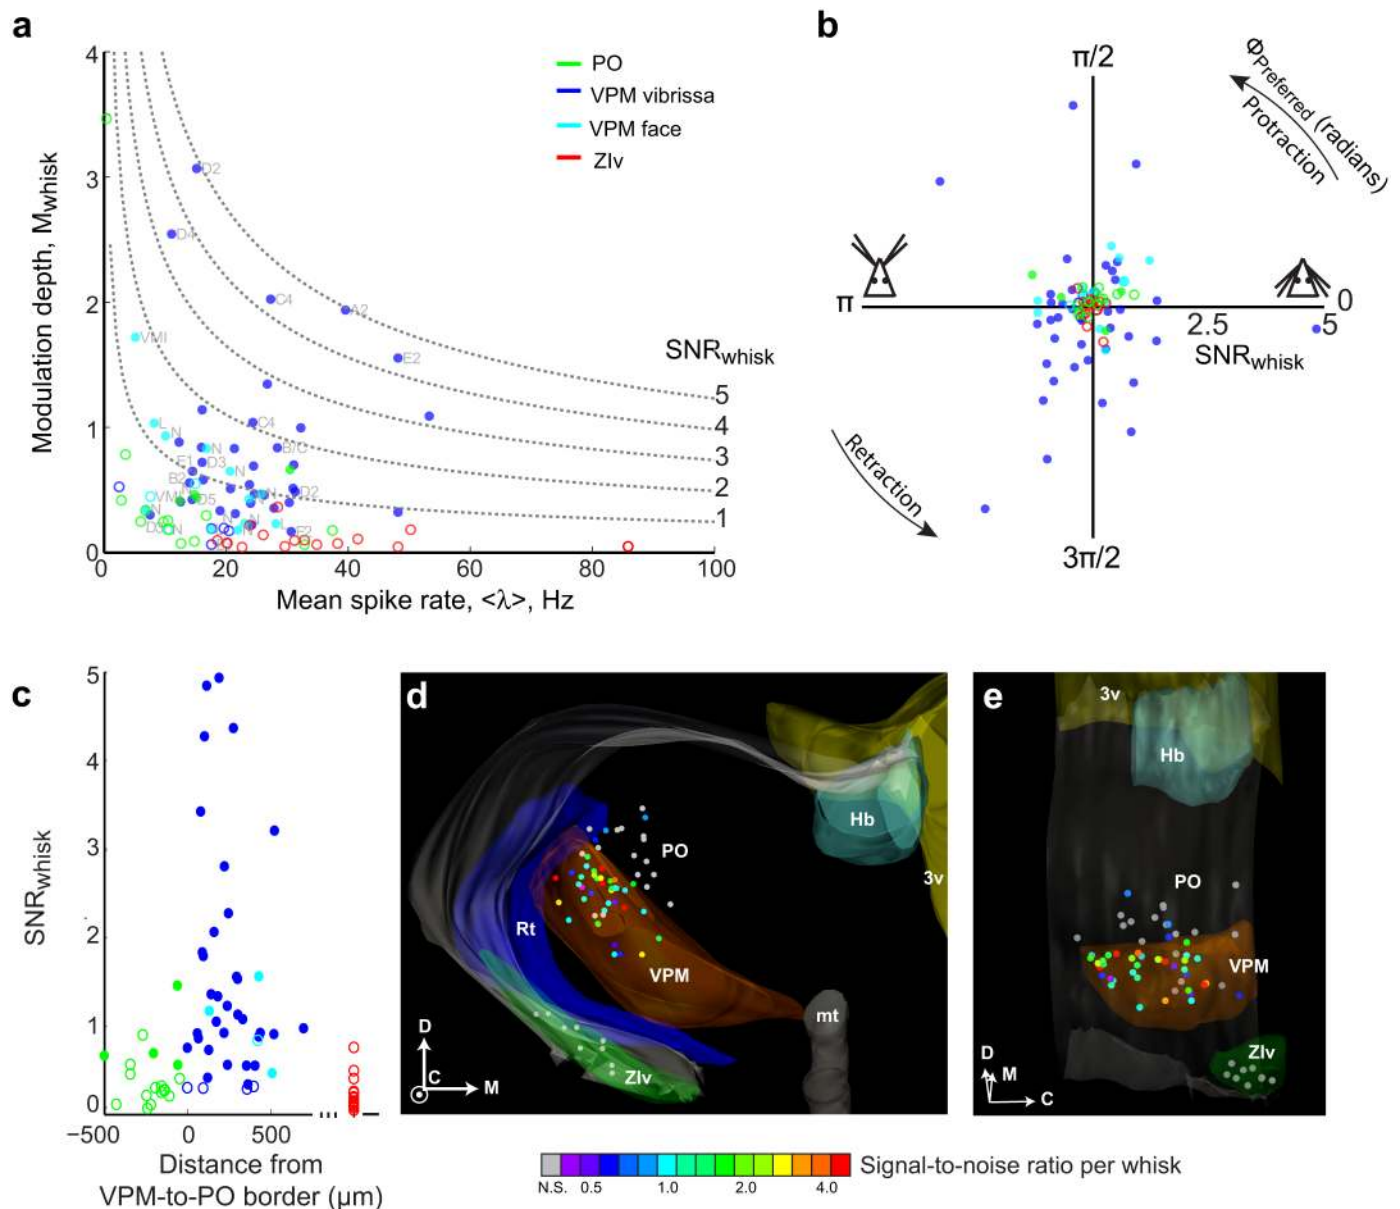 a
Modulation depth, Mwhisk
4
3
2
1
0
0
20
40
60
80
100
Mean spike rate, <λ>, Hz
PO
VPM vibrissa
VPM face
ZIv
SNRwhisk
5
4
3
2
1
D2
D4
C4
A2
E2
VMI
L
N
C4
B/C
N
E1
D3
N
B2
D2
N
VMI
D5
N
N
N
b
π/2
π
0
3π/2
2.5
5
SNRwhisk
ΦPreferred (radians)
Protraction
Retraction
c
SNRwhisk
5
4
3
2
1
0
−500
0
500
Distance from
VPM-to-PO border (µm)
d
Hb
3v
PO
Rt
VPM
mt
ZIv
D
C
M
e
3v
Hb
PO
VPM
ZIv
D
M
C
N.S.
0.5
1.0
2.0
4.0
Signal-to-noise ratio per whisk